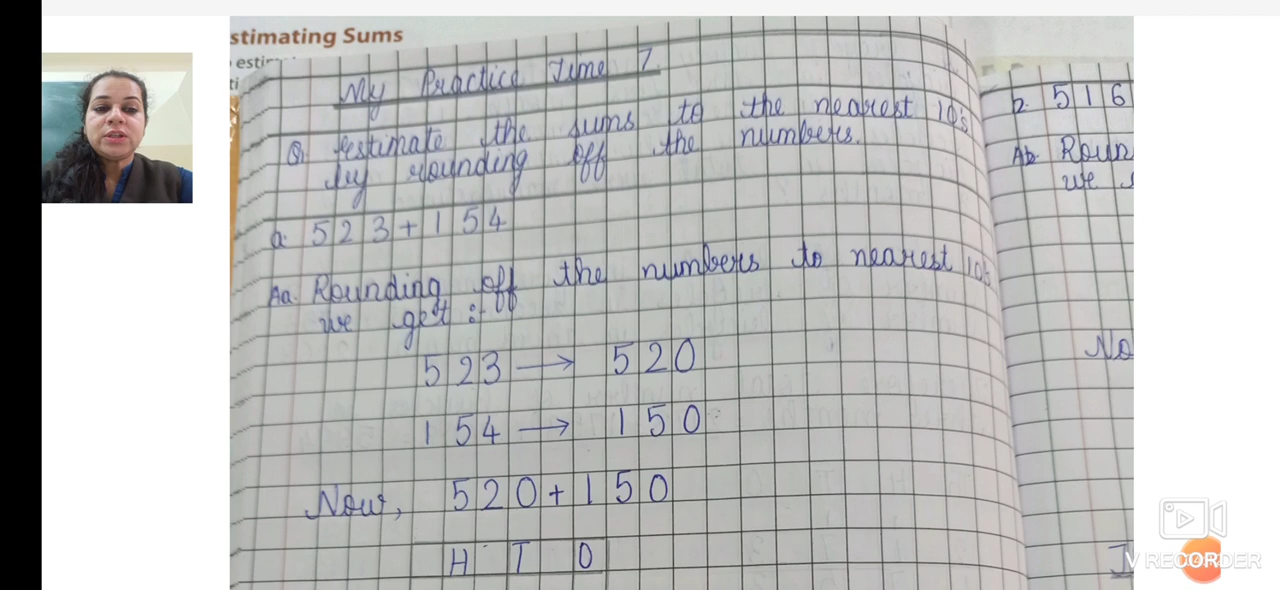 stimating Sums
My Practice Time 7
Q. Estimate the sums to the nearest 10's
by rounding off the numbers.
a. 523+154
Aa. Rounding off the numbers to nearest 10's
we get :-
523 → 520
154 → 150
Now, 520+150
H T O
b. 516
Ab. Roun
we
No
V RECORDER